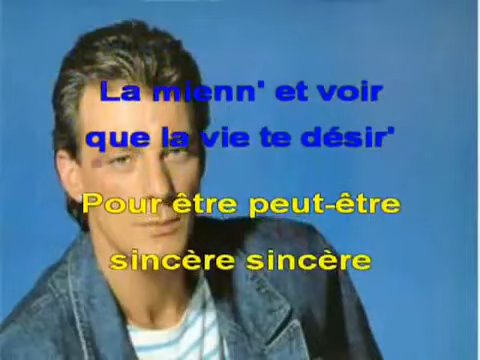 La mienn' et voir
que la vie te désir'
Pour être peut-être
sincère sincère